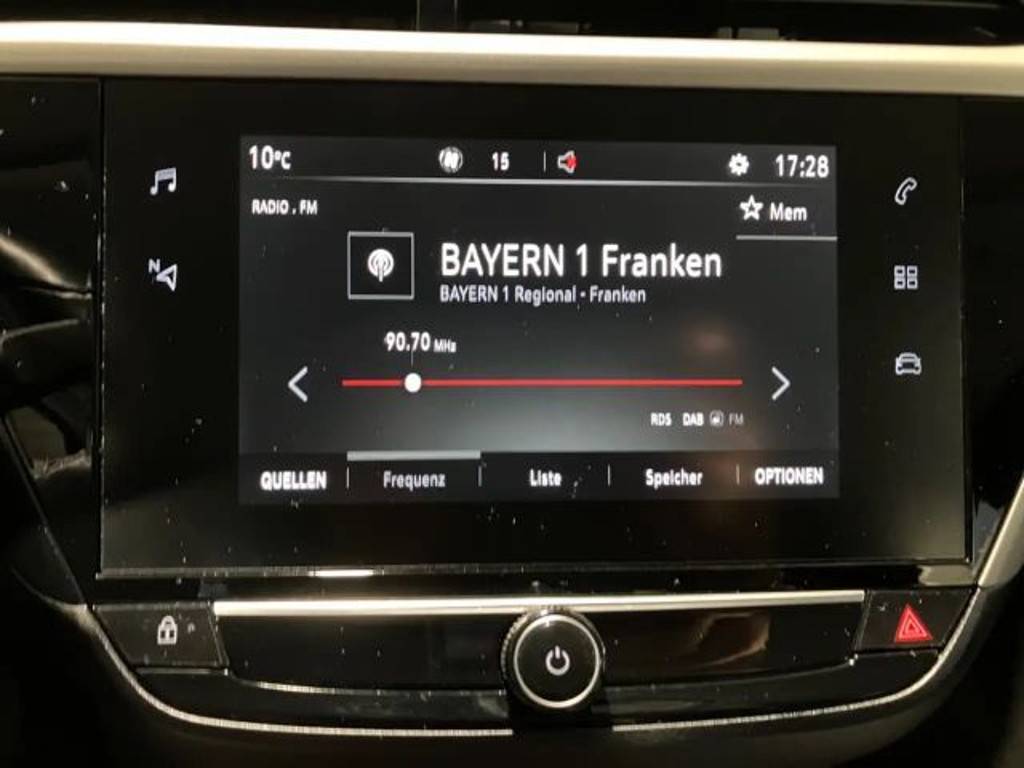 10°C N 15 17:28
RADIO . FM
Mem
BAYERN 1 Franken
BAYERN 1 Regional - Franken
N
90.70 MHz
RDS DAB FM
QUELLEN Frequenz Liste Speicher OPTIONEN